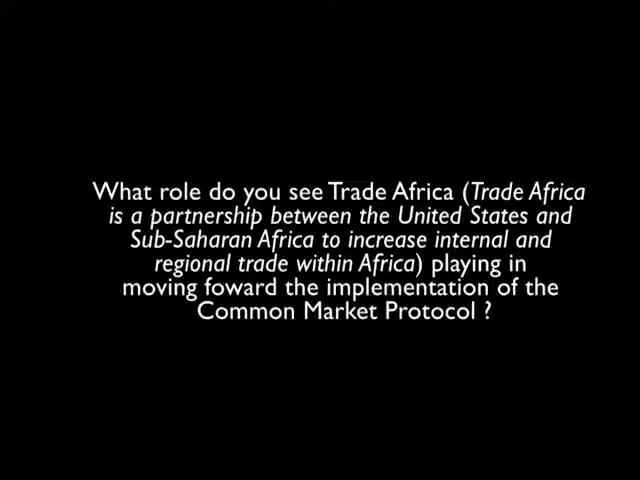 What role do you see Trade Africa (Trade Africa
is a partnership between the United States and
Sub-Saharan Africa to increase internal and
regional trade within Africa) playing in
moving foward the implementation of the
Common Market Protocol ?